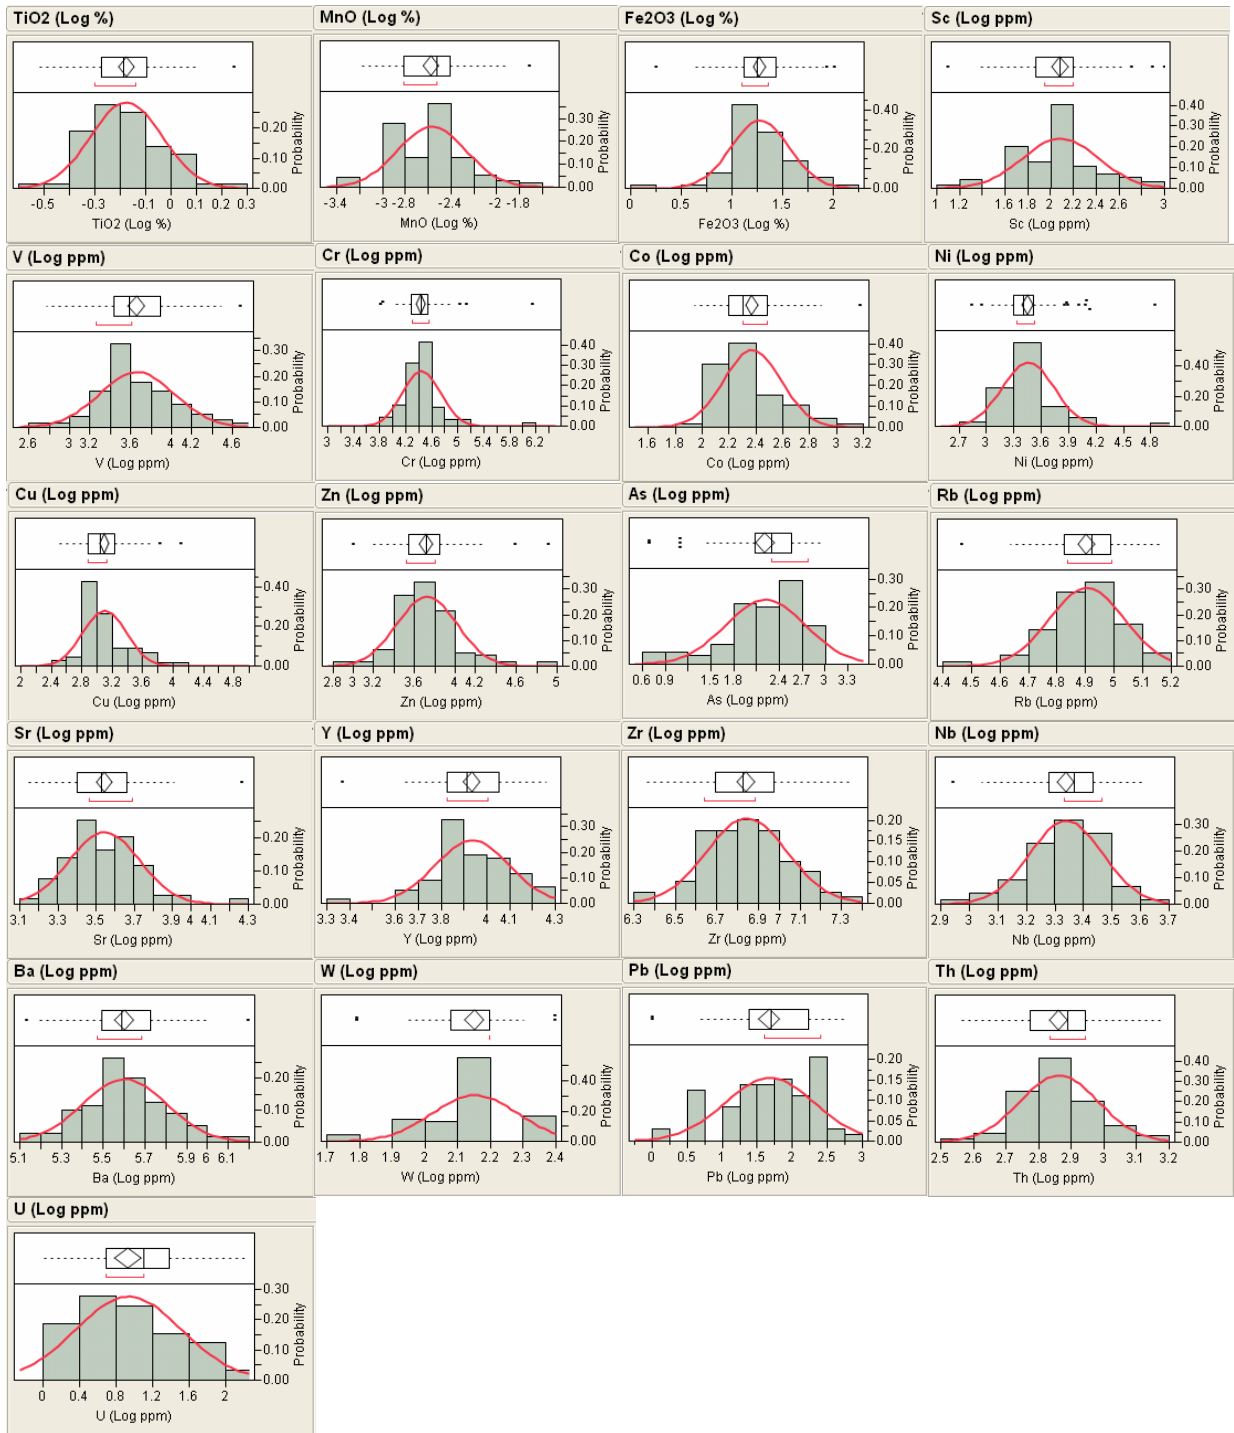 TiO2 (Log %)
0.20
0.10
0.00
Probability
-0.5 -0.3 -0.1 0 0.1 0.2 0.3
TiO2 (Log %)
MnO (Log %)
0.30
0.20
0.10
0.00
Probability
-3.4 -3 -2.8 -2.4 -2 -1.8
MnO (Log %)
Fe2O3 (Log %)
0.40
0.20
0.00
Probability
0 0.5 1 1.5 2
Fe2O3 (Log %)
Sc (Log ppm)
0.40
0.30
0.20
0.10
0.00
Probability
1 1.2 1.6 2 2.2 2.6 3
Sc (Log ppm)
V (Log ppm)
0.30
0.20
0.10
0.00
Probability
2.6 3 3.2 3.6 4 4.2 4.6
V (Log ppm)
Cr (Log ppm)
0.40
0.30
0.20
0.10
0.00
Probability
3 3.4 3.8 4.2 4.6 5 5.4 5.8 6.2
Cr (Log ppm)
Co (Log ppm)
0.40
0.30
0.20
0.10
0.00
Probability
1.6 1.8 2 2.2 2.4 2.6 2.8 3 3.2
Co (Log ppm)
Ni (Log ppm)
0.40
0.20
0.00
Probability
2.7 3 3.3 3.6 3.9 4.2 4.5 4.8
Ni (Log ppm)
Cu (Log ppm)
0.40
0.20
0.00
Probability
2 2.4 2.8 3.2 3.6 4 4.4 4.8
Cu (Log ppm)
Zn (Log ppm)
0.30
0.20
0.10
0.00
Probability
2.8 3 3.2 3.6 4 4.2 4.6 5
Zn (Log ppm)
As (Log ppm)
0.30
0.20
0.10
0.00
Probability
0.6 0.9 1.5 1.8 2.4 2.7 3 3.3
As (Log ppm)
Rb (Log ppm)
0.30
0.20
0.10
0.00
Probability
4.4 4.5 4.6 4.7 4.8 4.9 5 5.1 5.2
Rb (Log ppm)
Sr (Log ppm)
0.20
0.10
0.00
Probability
3.1 3.3 3.5 3.7 3.9 4 4.1 4.3
Sr (Log ppm)
Y (Log ppm)
0.30
0.20
0.10
0.00
Probability
3.3 3.4 3.6 3.7 3.8 4 4.1 4.3
Y (Log ppm)
Zr (Log ppm)
0.20
0.15
0.10
0.05
0.00
Probability
6.3 6.5 6.7 6.9 7 7.1 7.3
Zr (Log ppm)
Nb (Log ppm)
0.30
0.20
0.10
0.00
Probability
2.9 3 3.1 3.2 3.3 3.4 3.5 3.6 3.7
Nb (Log ppm)
Ba (Log ppm)
0.20
0.10
0.00
Probability
5.1 5.3 5.5 5.7 5.9 6 6.1
Ba (Log ppm)
W (Log ppm)
0.40
0.20
0.00
Probability
1.7 1.8 1.9 2 2.1 2.2 2.3 2.4
W (Log ppm)
Pb (Log ppm)
0.20
0.15
0.10
0.05
0.00
Probability
0 0.5 1 1.5 2 2.5 3
Pb (Log ppm)
Th (Log ppm)
0.40
0.30
0.20
0.10
0.00
Probability
2.5 2.6 2.7 2.8 2.9 3 3.1 3.2
Th (Log ppm)
U (Log ppm)
0.30
0.20
0.10
0.00
Probability
0 0.4 0.8 1.2 1.6 2
U (Log ppm)